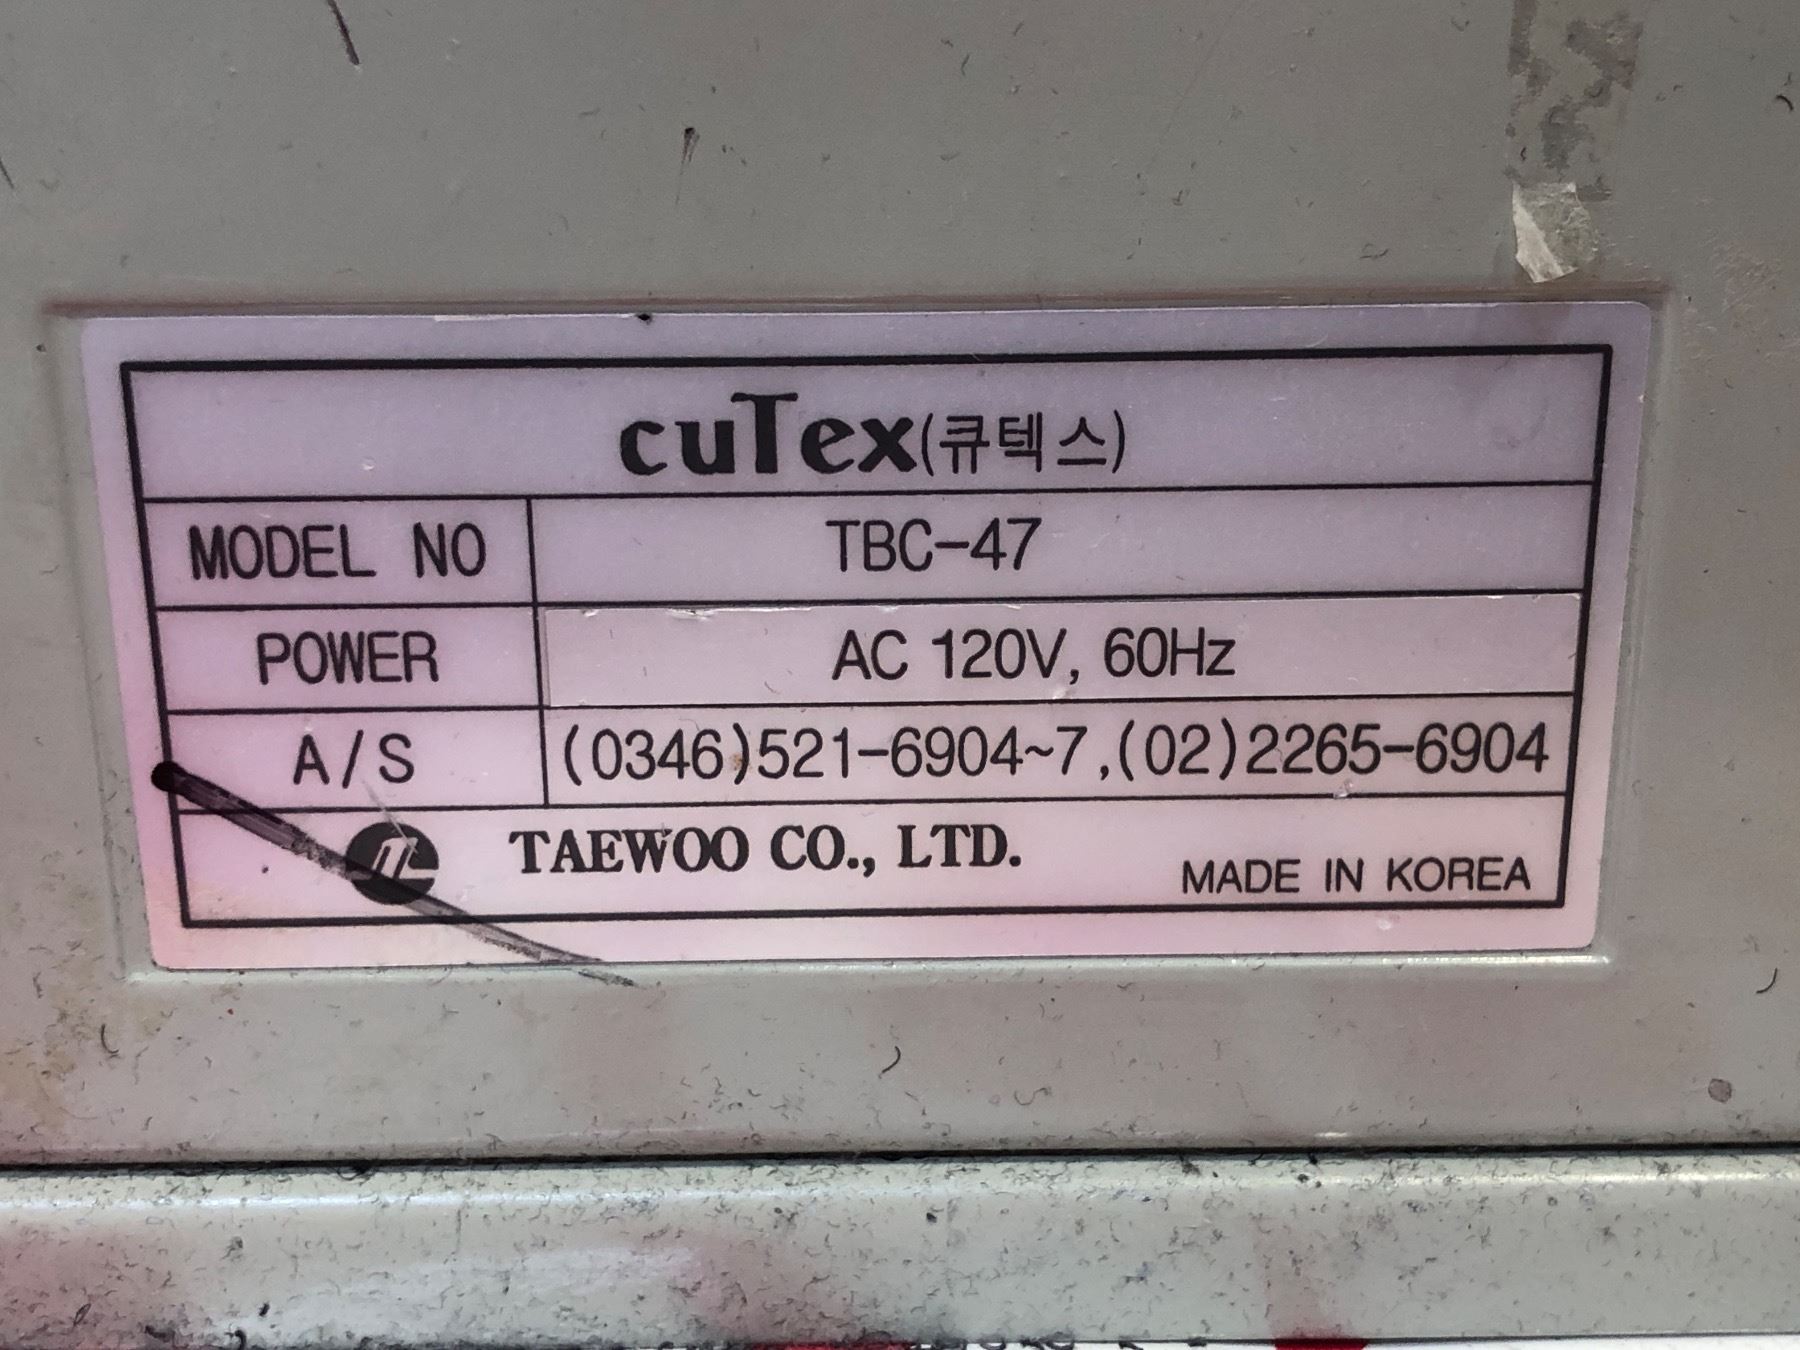 cuTex(큐텍스)
MODEL NO TBC-47
POWER AC 120V, 60Hz
A/S (0346)521-6904~7,(02)2265-6904
TAEWOO CO., LTD. MADE IN KOREA